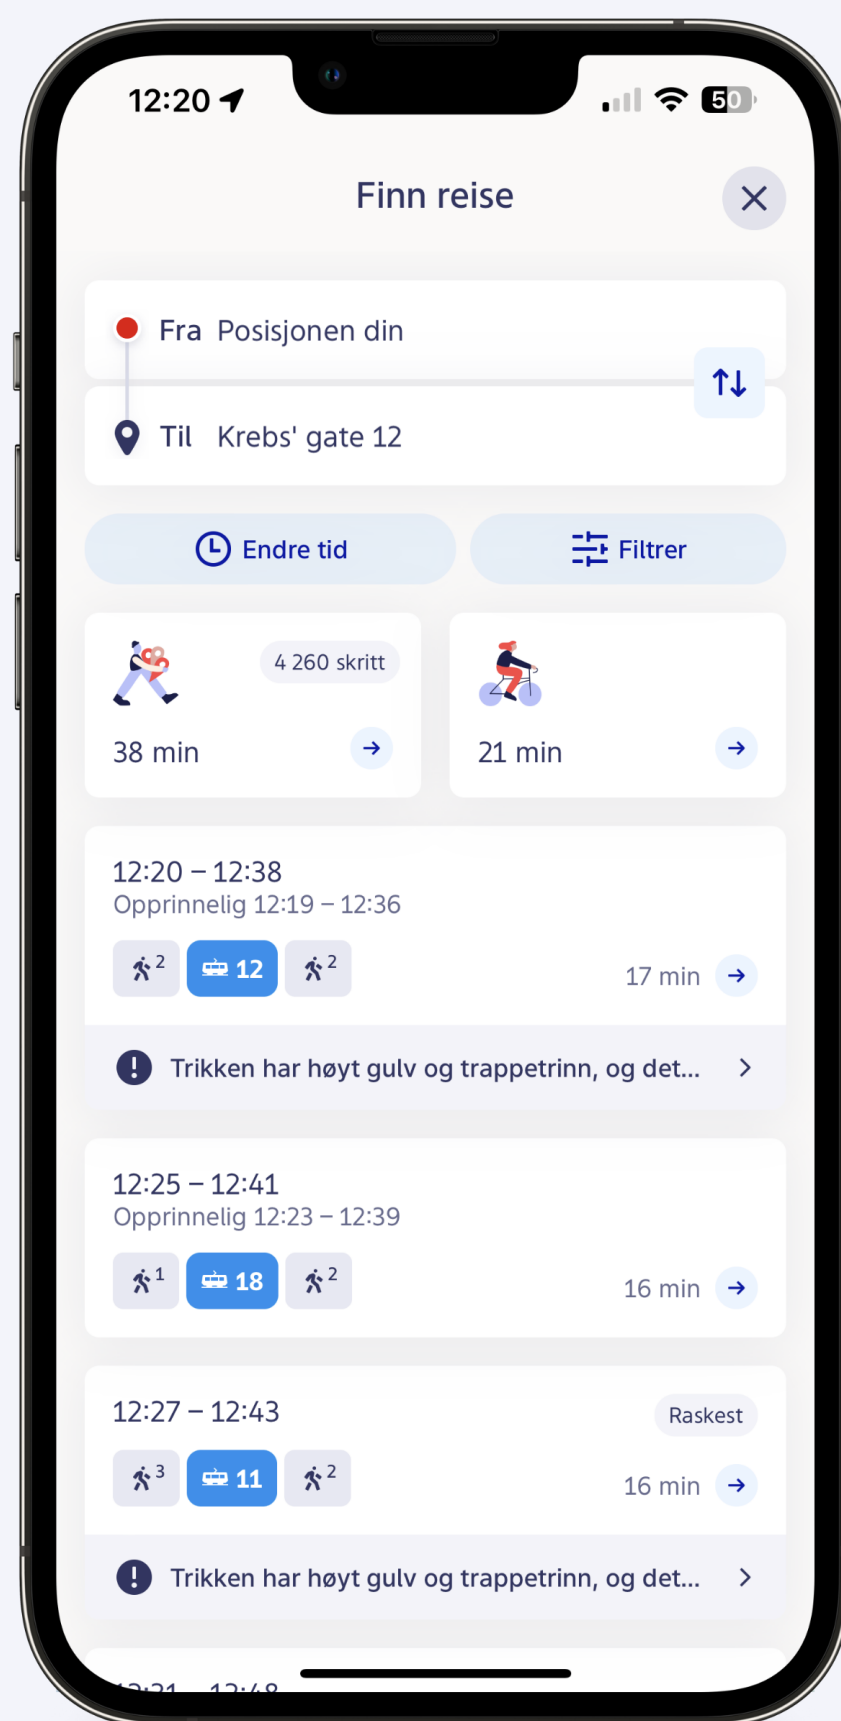 12:20
50
Finn reise
Fra Posisjonen din
Til Krebs' gate 12
Endre tid
Filtrer
4 260 skritt
38 min
21 min
12:20 – 12:38
Opprinnelig 12:19 – 12:36
2 12 2
17 min
Trikken har høyt gulv og trappetrinn, og det...
12:25 – 12:41
Opprinnelig 12:23 – 12:39
1 18 2
16 min
12:27 – 12:43
Raskest
3 11 2
16 min
Trikken har høyt gulv og trappetrinn, og det...
12:31 – 12:48